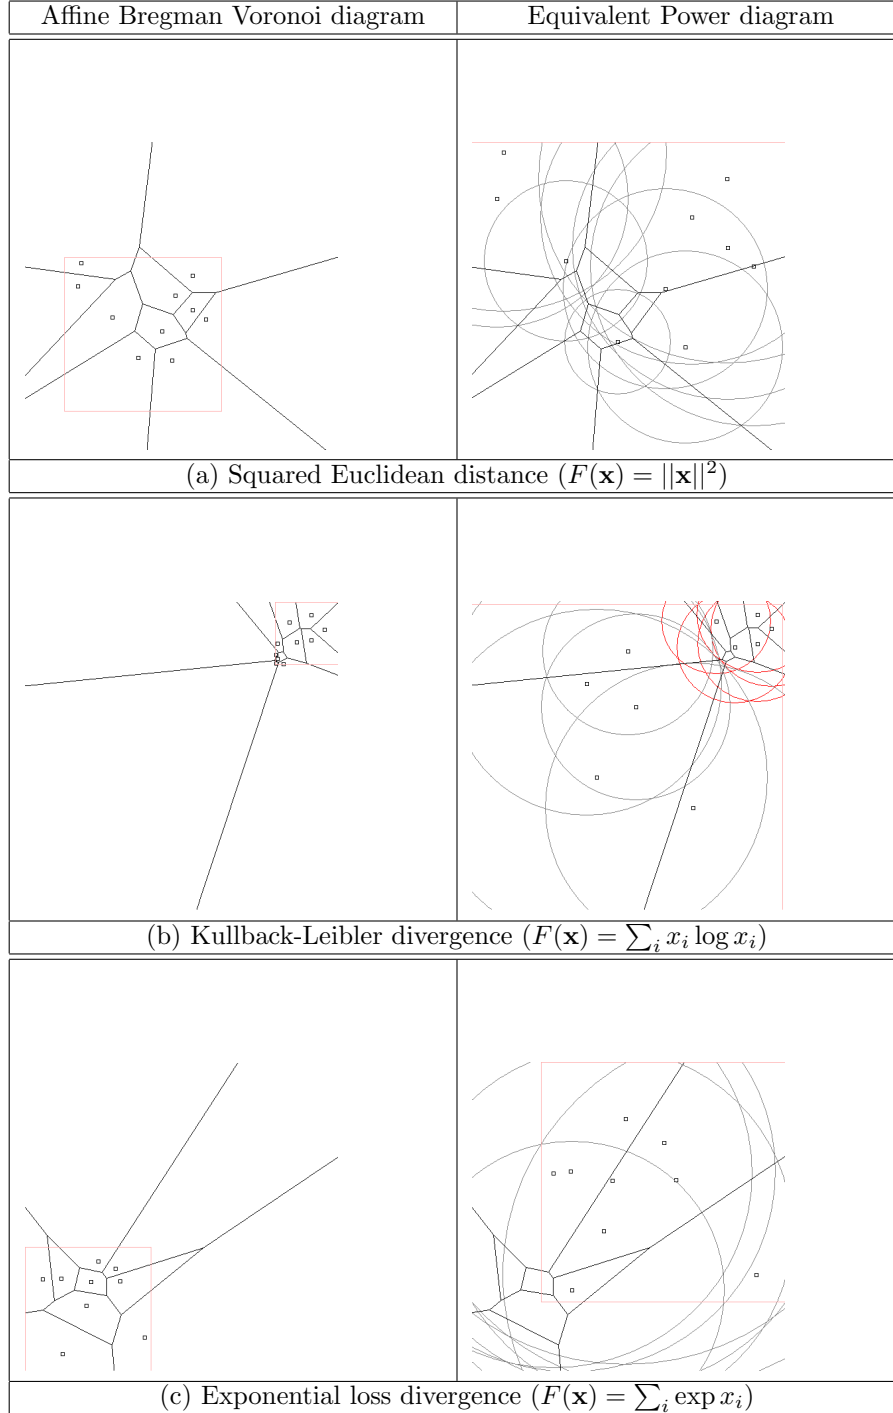 Affine Bregman Voronoi diagram Equivalent Power diagram
(a) Squared Euclidean distance (F(x) = ||x||²)
(b) Kullback-Leibler divergence (F(x) = ∑ᵢ xᵢ log xᵢ)
(c) Exponential loss divergence (F(x) = ∑ᵢ exp xᵢ)